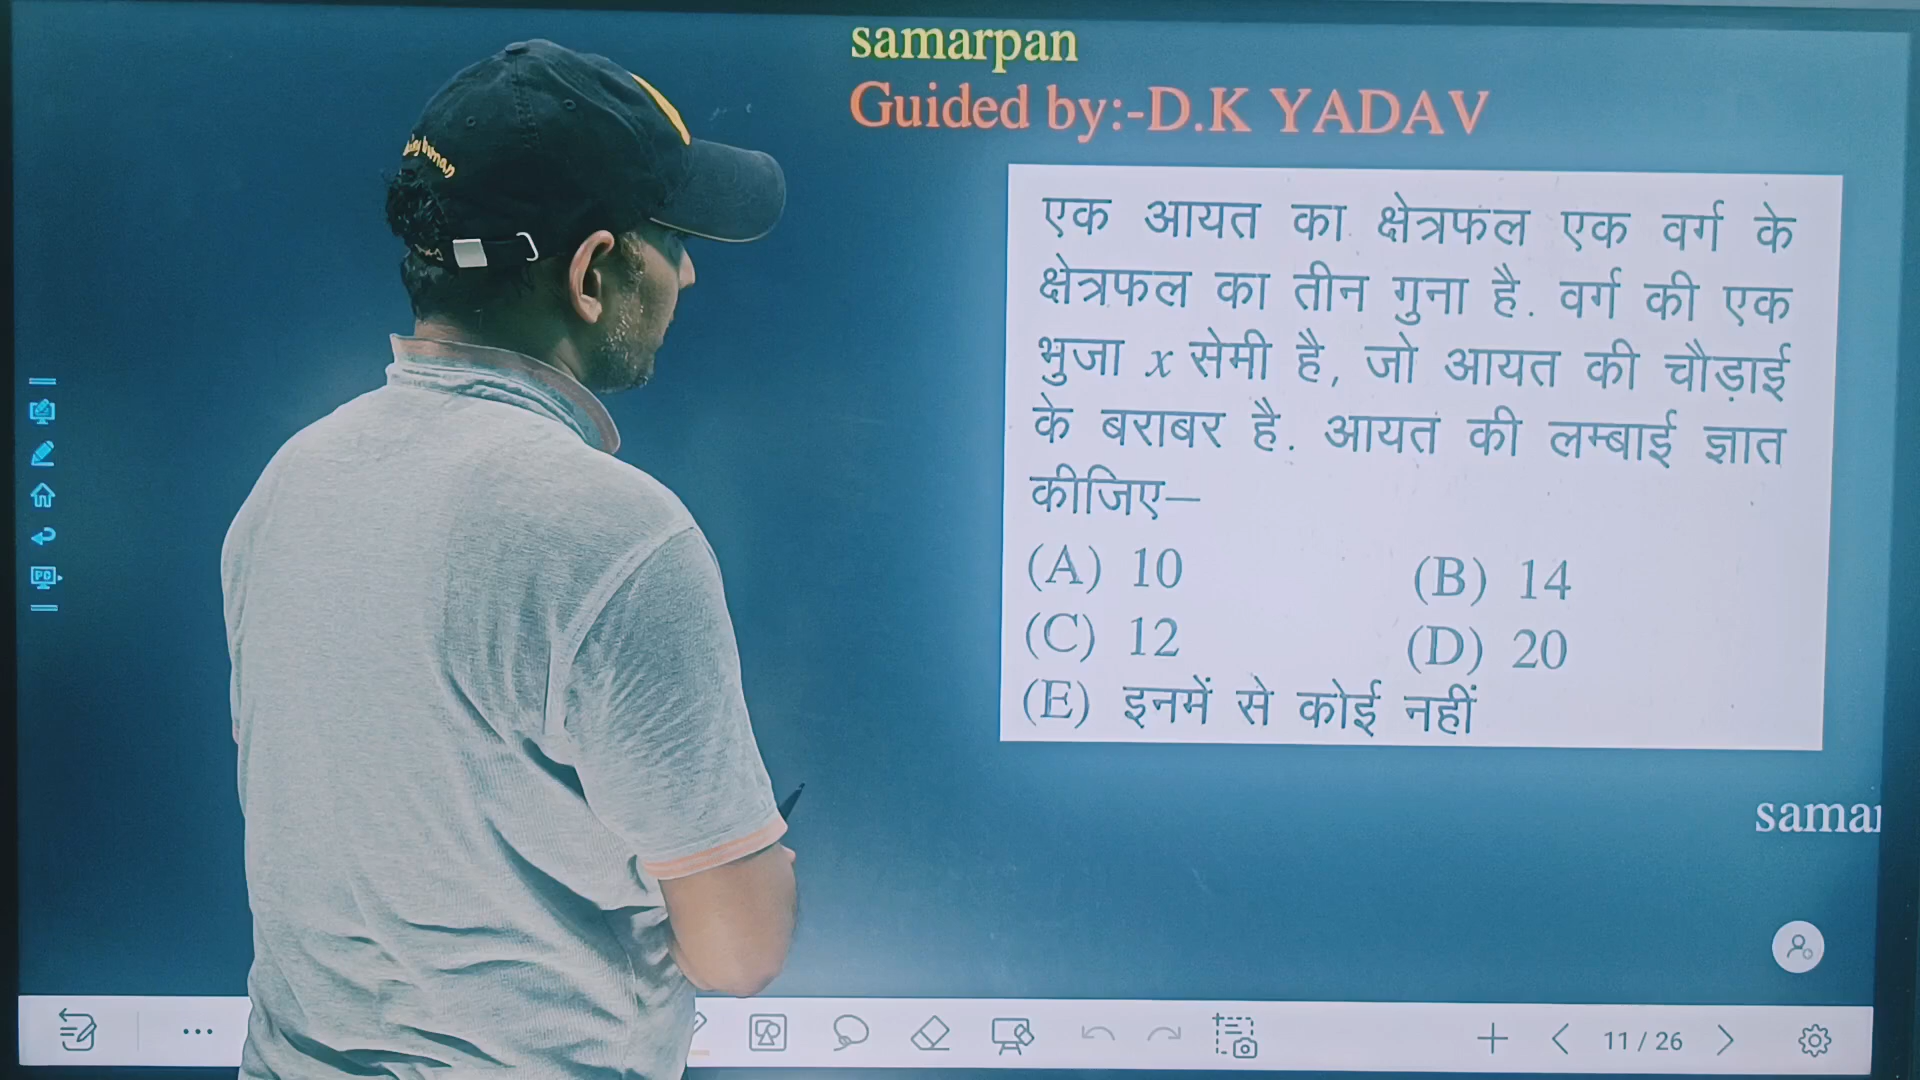 samarpan
Guided by:-D.K YADAV
एक आयत का क्षेत्रफल एक वर्ग के
क्षेत्रफल का तीन गुना है. वर्ग की एक
भुजा x सेमी है, जो आयत की चौड़ाई
के बराबर है. आयत की लम्बाई ज्ञात
कीजिए—
(A) 10 (B) 14
(C) 12 (D) 20
(E) इनमें से कोई नहीं
samar
11 / 26